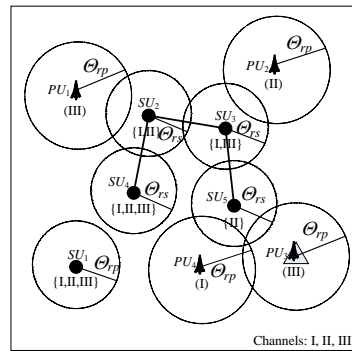 Θrp
PU1
(III)
Θrp
PU2
(II)
SU2
{I,II}
Θrs
SU3
{I,III}
Θrs
SU4
{I,II,III}
Θrs
SU5
{II}
Θrs
SU1
{I,II,III}
Θrp
PU4
(I)
Θrp
PU3
(III)
Θrp
Channels: I, II, III